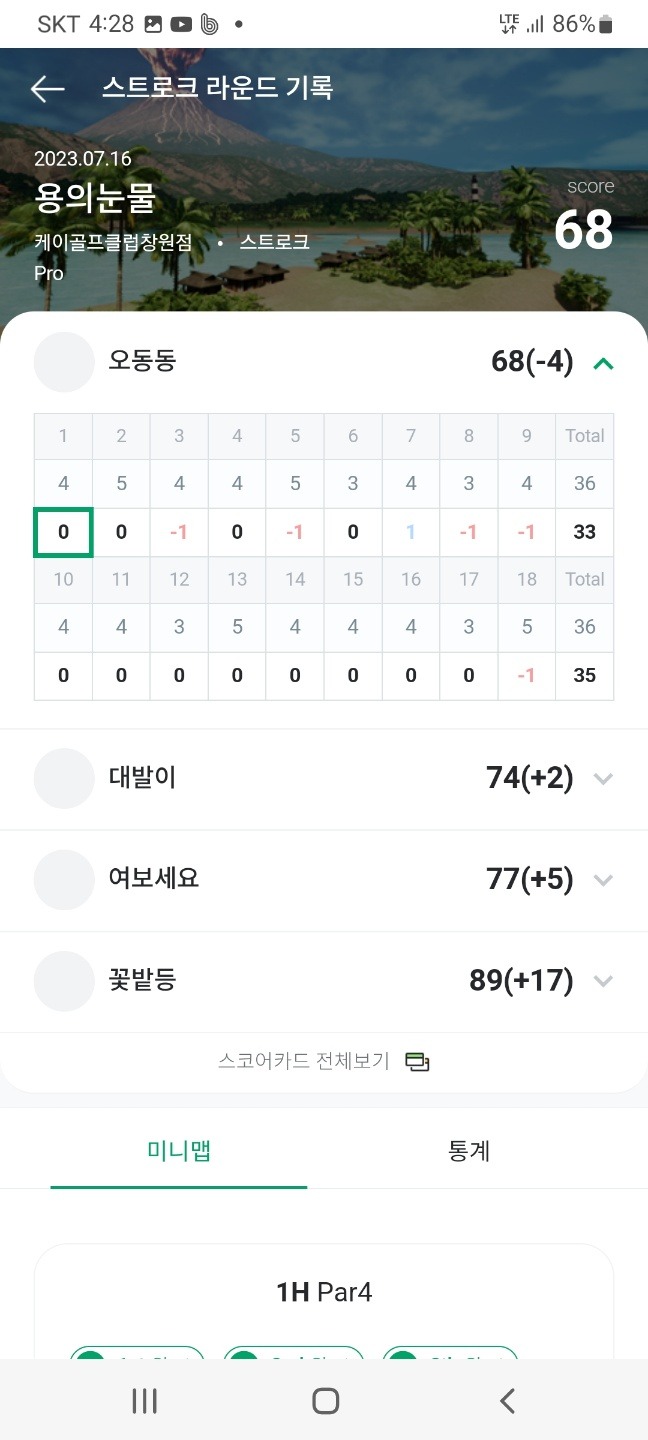 SKT 4:28 LTE 86%
스트로크 라운드 기록
2023.07.16
용의눈물
score
68
케이골프클럽창원점 • 스트로크
Pro
오동동 68(-4)
1 2 3 4 5 6 7 8 9 Total
4 5 4 4 5 3 4 3 4 36
0 0 -1 0 -1 0 1 -1 -1 33
10 11 12 13 14 15 16 17 18 Total
4 4 3 5 4 4 4 3 5 36
0 0 0 0 0 0 0 0 -1 35
대발이 74(+2)
여보세요 77(+5)
꽃밭등 89(+17)
스코어카드 전체보기
미니맵 통계
1H Par4